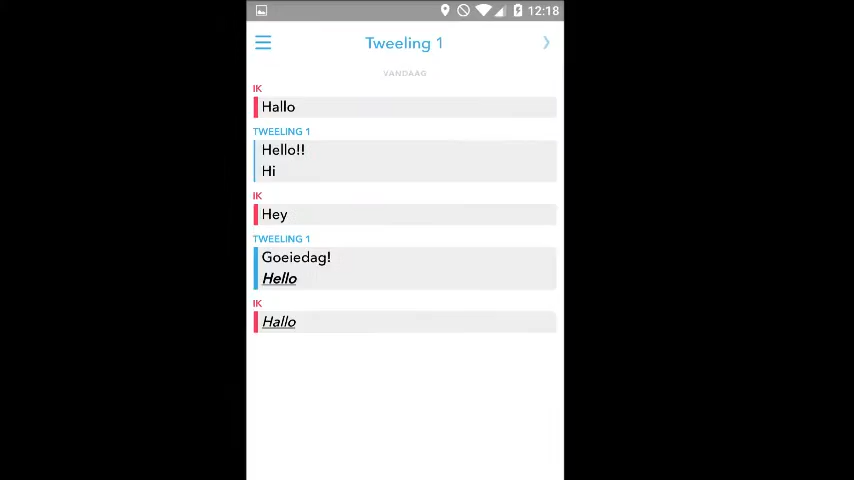 12:18
Tweeling 1
VANDAAG
IK
Hallo
TWEELING 1
Hello!!
Hi
IK
Hey
TWEELING 1
Goeiedag!
Hello
IK
Hallo